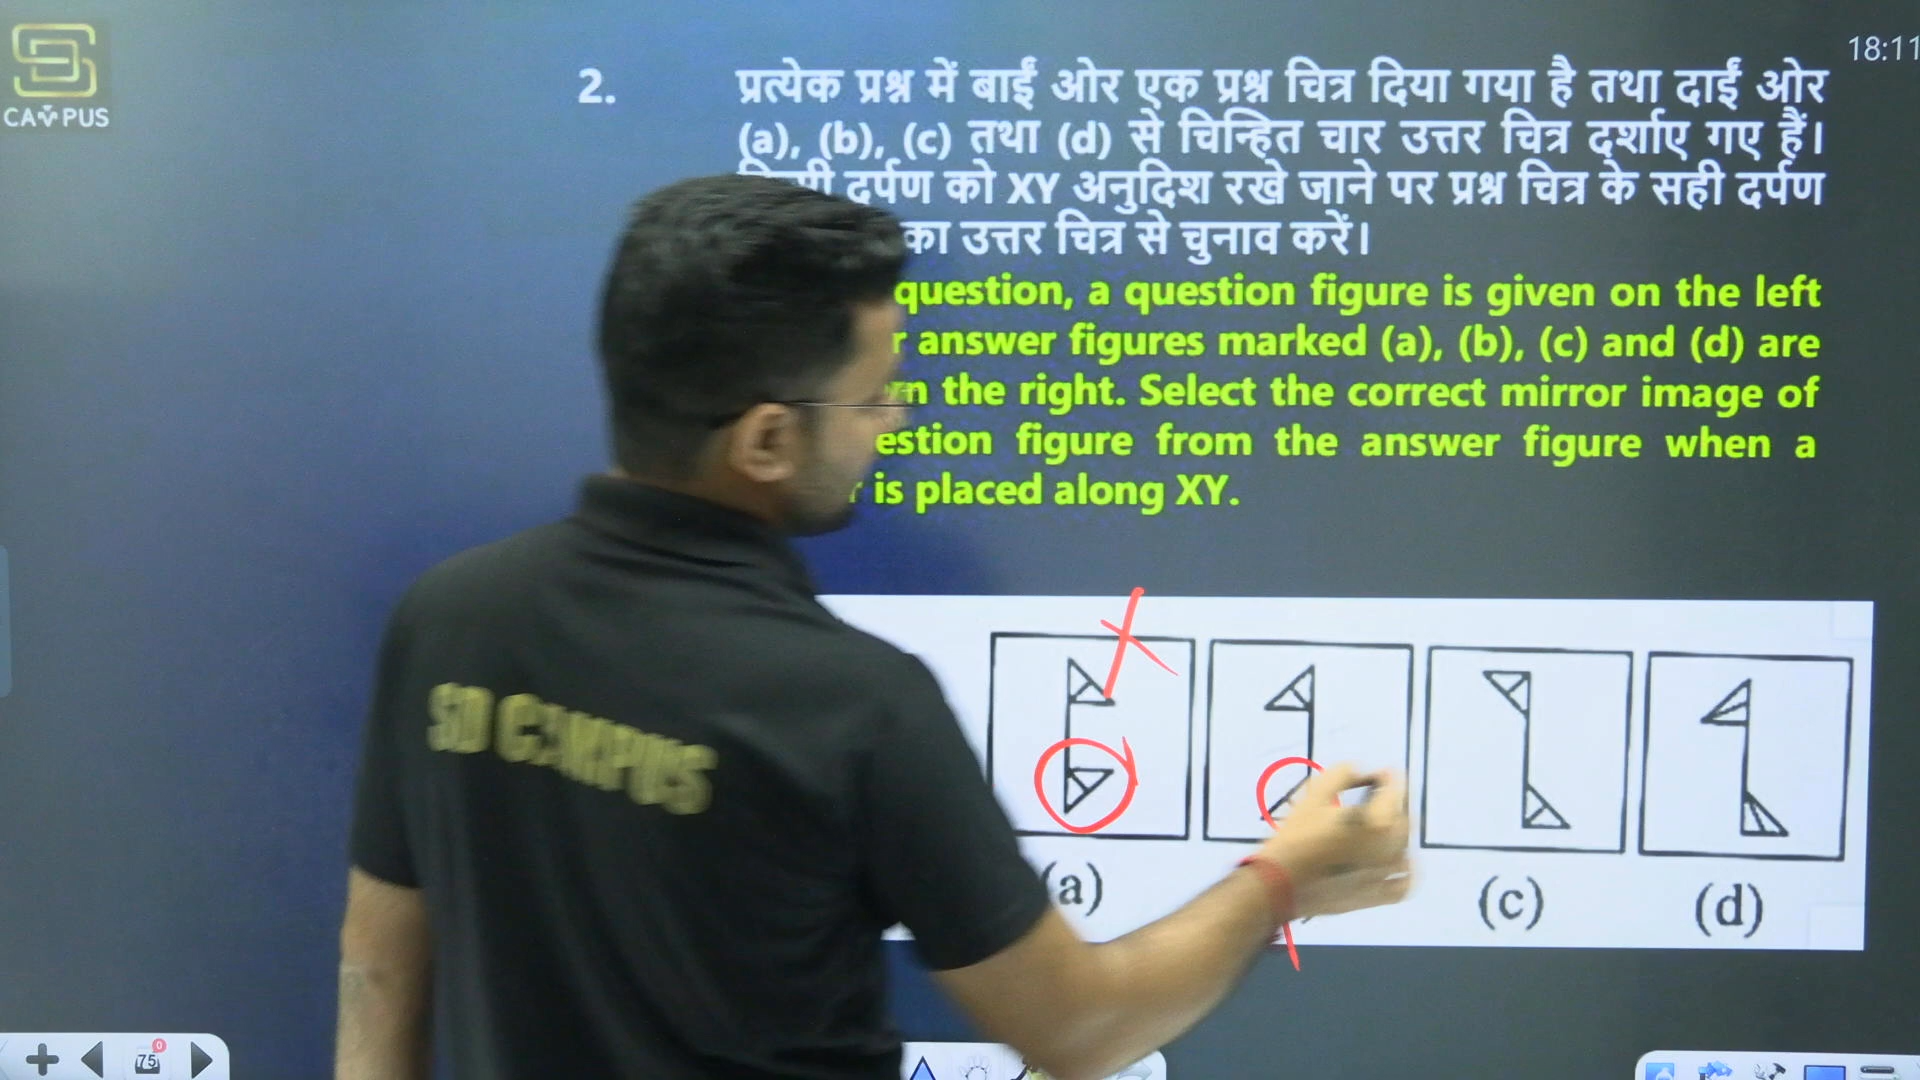 CAMPUS
18:11
2.
प्रत्येक प्रश्न में बाईं ओर एक प्रश्न चित्र दिया गया है तथा दाईं ओर
(a), (b), (c) तथा (d) से चिन्हित चार उत्तर चित्र दर्शाए गए हैं।
दर्पण को XY अनुदिश रखे जाने पर प्रश्न चित्र के सही दर्पण
का उत्तर चित्र से चुनाव करें।
question, a question figure is given on the left
answer figures marked (a), (b), (c) and (d) are
the right. Select the correct mirror image of
figure from the answer figure when a
is placed along XY.
SD CAMPUS
(a)
(c)
(d)
75
0